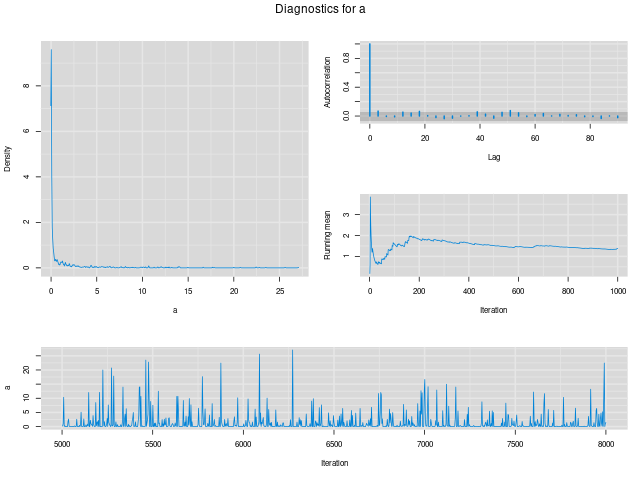 Diagnostics for a
Density
0 2 4 6 8
0 5 10 15 20 25
a
Autocorrelation
0.0 0.4 0.8
0 20 40 60 80
Lag
Running mean
1 2 3
0 200 400 600 800 1000
Iteration
a
0 5 10 20
5000 5500 6000 6500 7000 7500 8000
Iteration